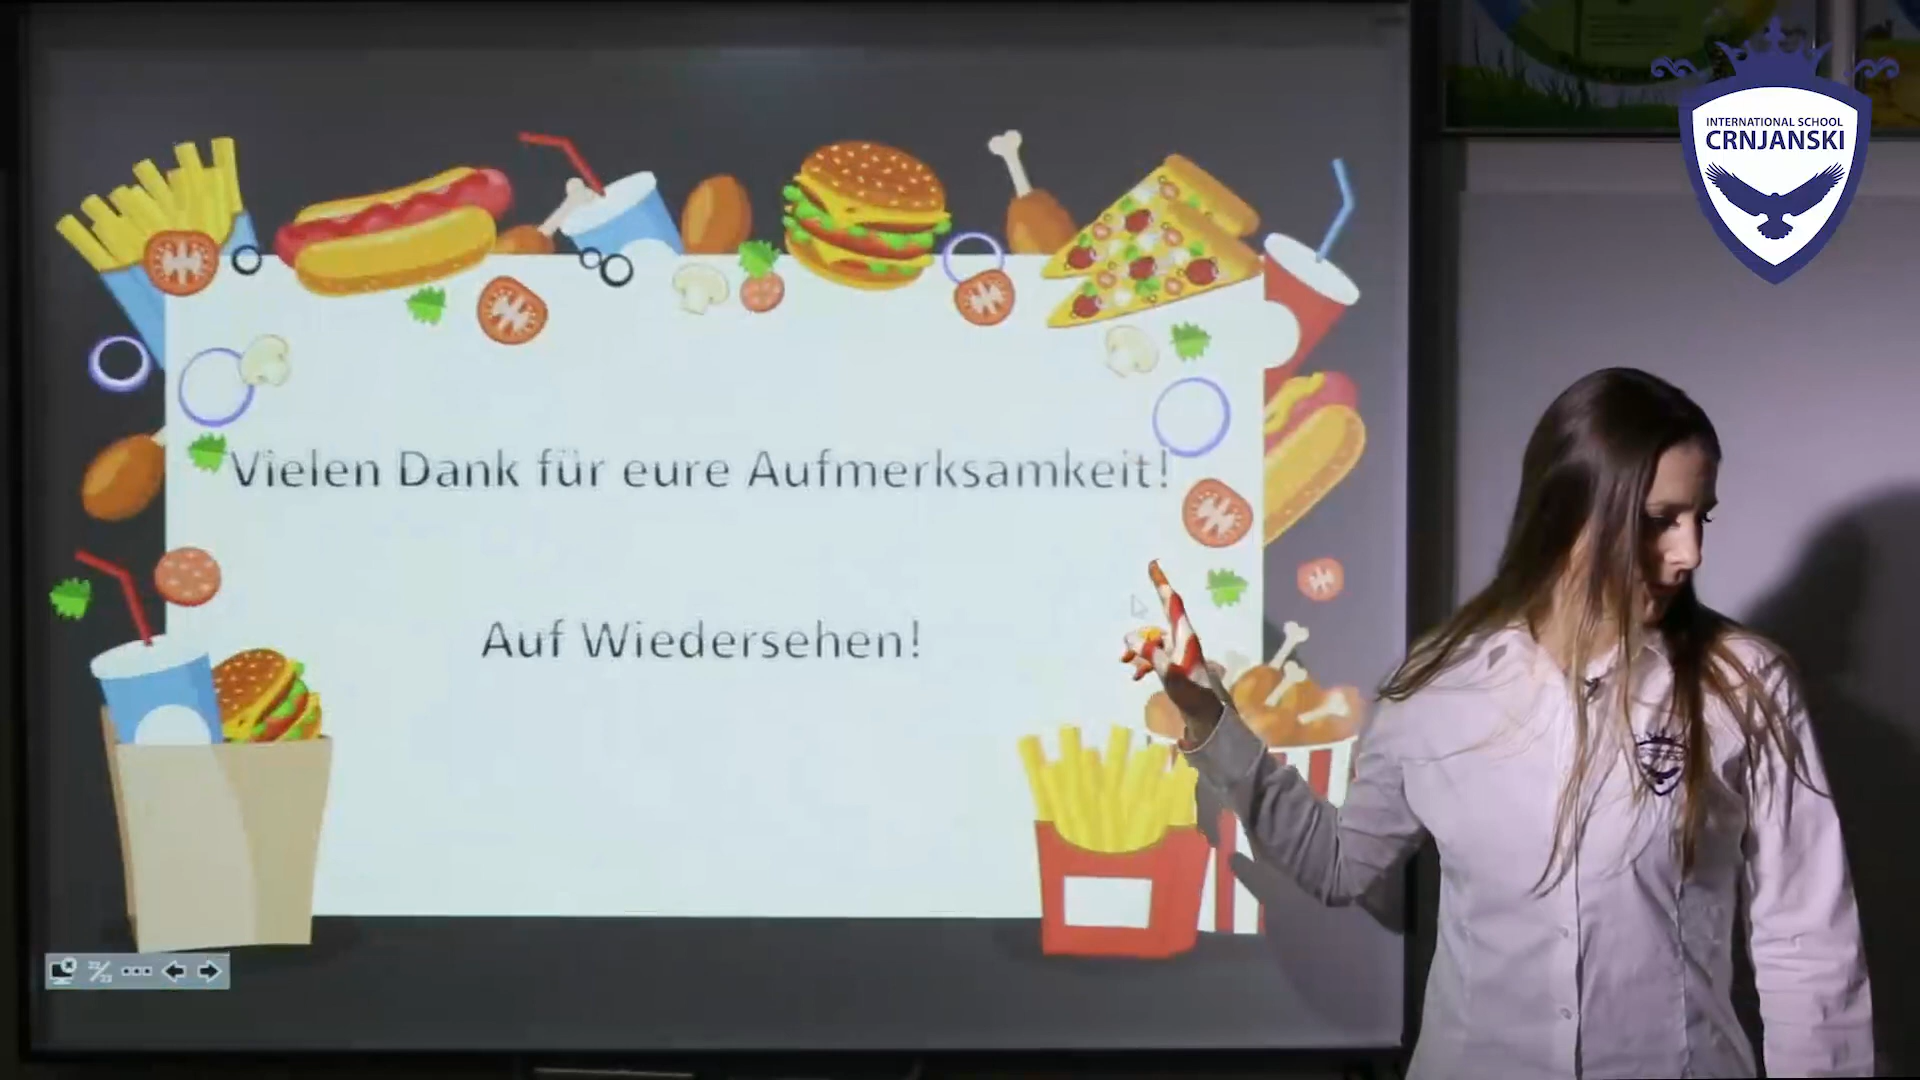 INTERNATIONAL SCHOOL
CRNJANSKI
Vielen Dank für eure Aufmerksamkeit!
Auf Wiedersehen!